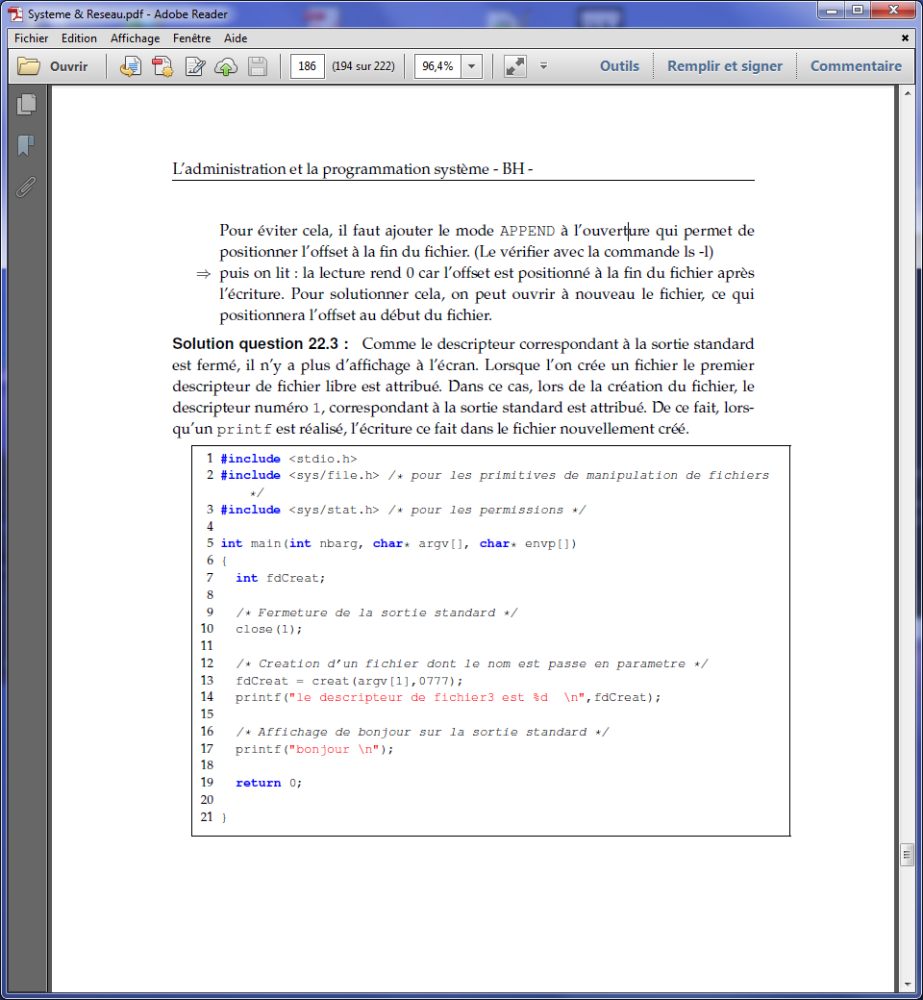 Systeme & Reseau.pdf - Adobe Reader
Fichier Edition Affichage Fenêtre Aide
Ouvrir 186 (194 sur 222) 96,4% Outils Remplir et signer Commentaire
L'administration et la programmation système - BH -
Pour éviter cela, il faut ajouter le mode APPEND à l'ouverture qui permet de
positionner l'offset à la fin du fichier. (Le vérifier avec la commande ls -l)
⇒ puis on lit : la lecture rend 0 car l'offset est positionné à la fin du fichier après
l'écriture. Pour solutionner cela, on peut ouvrir à nouveau le fichier, ce qui
positionnera l'offset au début du fichier.
Solution question 22.3 : Comme le descripteur correspondant à la sortie standard
est fermé, il n'y a plus d'affichage à l'écran. Lorsque l'on crée un fichier le premier
descripteur de fichier libre est attribué. Dans ce cas, lors de la création du fichier, le
descripteur numéro 1, correspondant à la sortie standard est attribué. De ce fait, lors-
qu'un printf est réalisé, l'écriture ce fait dans le fichier nouvellement créé.
1 #include <stdio.h>
2 #include <sys/file.h> /* pour les primitives de manipulation de fichiers
*/
3 #include <sys/stat.h> /* pour les permissions */
4
5 int main(int nbarg, char* argv[], char* envp[])
6 {
7 int fdCreat;
8
9 /* Fermeture de la sortie standard */
10 close(1);
11
12 /* Creation d'un fichier dont le nom est passe en parametre */
13 fdCreat = creat(argv[1],0777);
14 printf("le descripteur de fichier3 est %d \n",fdCreat);
15
16 /* Affichage de bonjour sur la sortie standard */
17 printf("bonjour \n");
18
19 return 0;
20
21 }